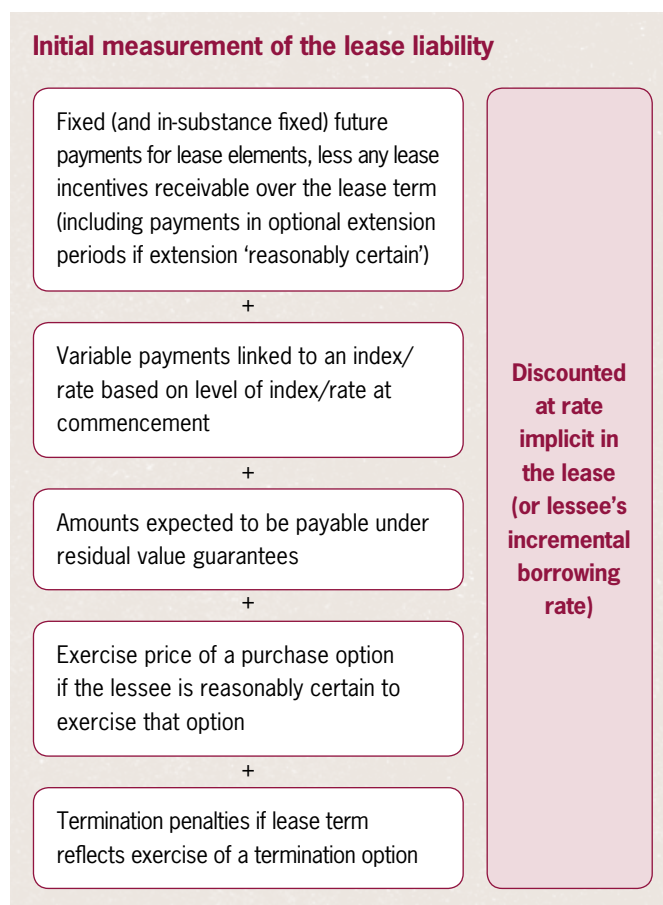 Initial measurement of the lease liability
Fixed (and in-substance fixed) future
payments for lease elements, less any lease
incentives receivable over the lease term
(including payments in optional extension
periods if extension ‘reasonably certain’)
+
Variable payments linked to an index/
rate based on level of index/rate at
commencement
+
Amounts expected to be payable under
residual value guarantees
+
Exercise price of a purchase option
if the lessee is reasonably certain to
exercise that option
+
Termination penalties if lease term
reflects exercise of a termination option
Discounted
at rate
implicit in
the lease
(or lessee’s
incremental
borrowing
rate)